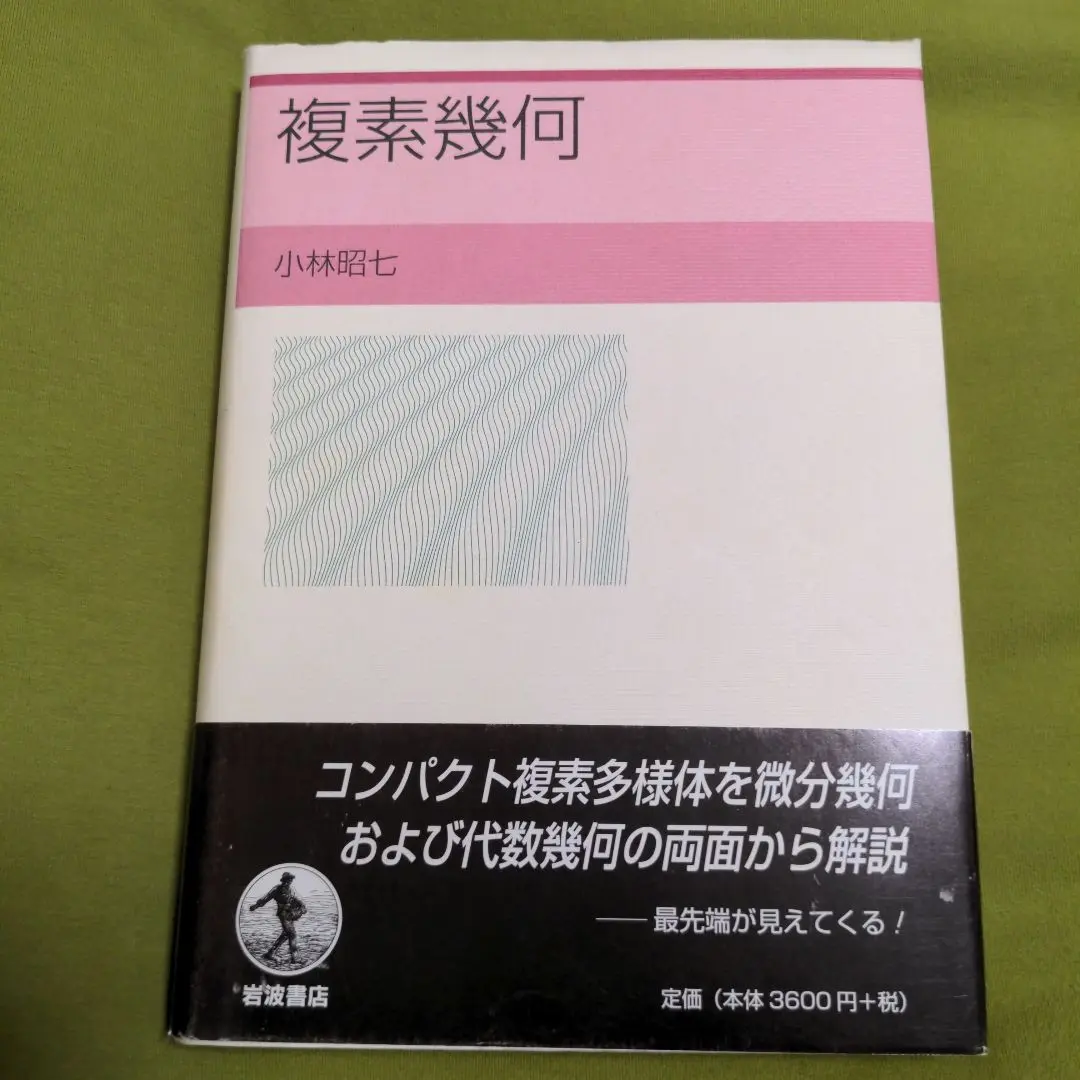 複素幾何
小林昭七
コンパクト複素多様体を微分幾何
および代数幾何の両面から解説
──最先端が見えてくる!
岩波書店
定価(本体3600円+税)